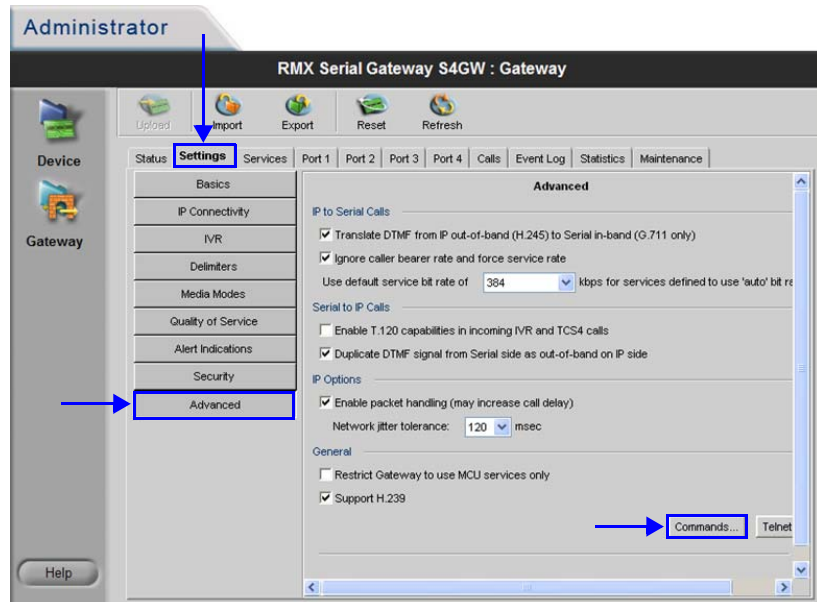 Administrator
RMX Serial Gateway S4GW : Gateway
Device
Gateway
Help
Upload Import Export Reset Refresh
Status Settings Services Port 1 Port 2 Port 3 Port 4 Calls Event Log Statistics Maintenance
Basics
IP Connectivity
IVR
Delimiters
Media Modes
Quality of Service
Alert Indications
Security
Advanced
Advanced
IP to Serial Calls
Translate DTMF from IP out-of-band (H.245) to Serial in-band (G.711 only)
Ignore caller bearer rate and force service rate
Use default service bit rate of 384 kbps for services defined to use 'auto' bit re
Serial to IP Calls
Enable T.120 capabilities in incoming IVR and TCS4 calls
Duplicate DTMF signal from Serial side as out-of-band on IP side
IP Options
Enable packet handling (may increase call delay)
Network jitter tolerance: 120 msec
General
Restrict Gateway to use MCU services only
Support H.239
Commands... Telnet